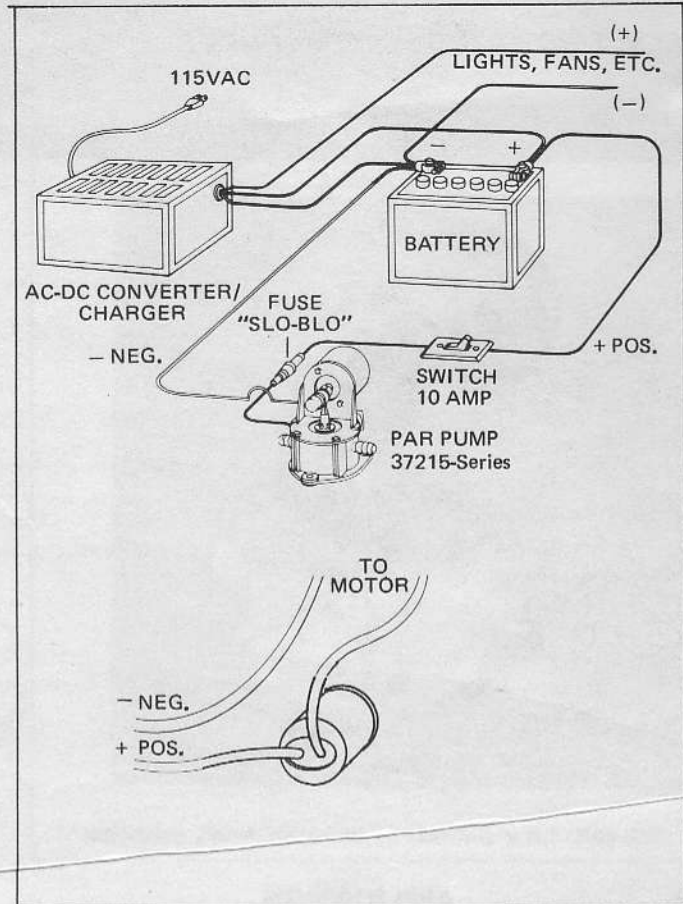 (+)
LIGHTS, FANS, ETC.
(-)
115VAC
- +
BATTERY
AC-DC CONVERTER/
CHARGER
FUSE
"SLO-BLO"
- NEG.
+ POS.
SWITCH
10 AMP
PAR PUMP
37215-Series
TO
MOTOR
- NEG.
+ POS.